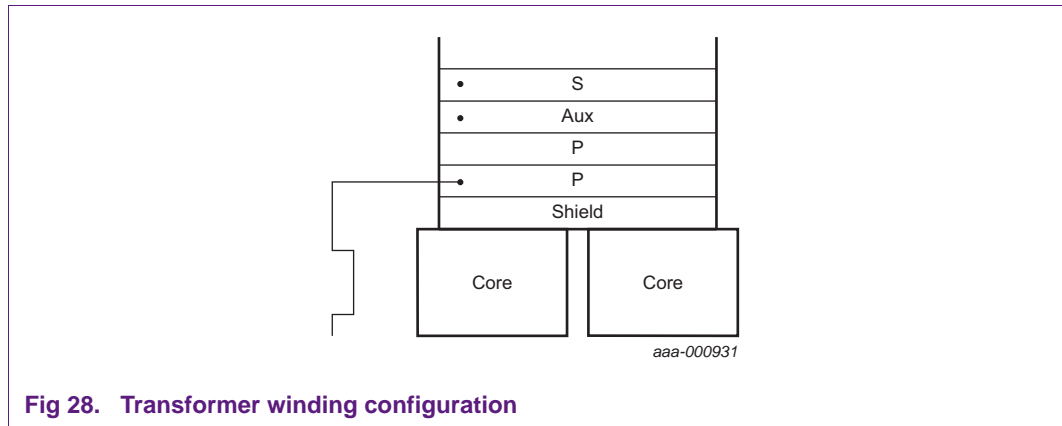 S
Aux
P
P
Shield
Core Core
aaa-000931
Fig 28. Transformer winding configuration